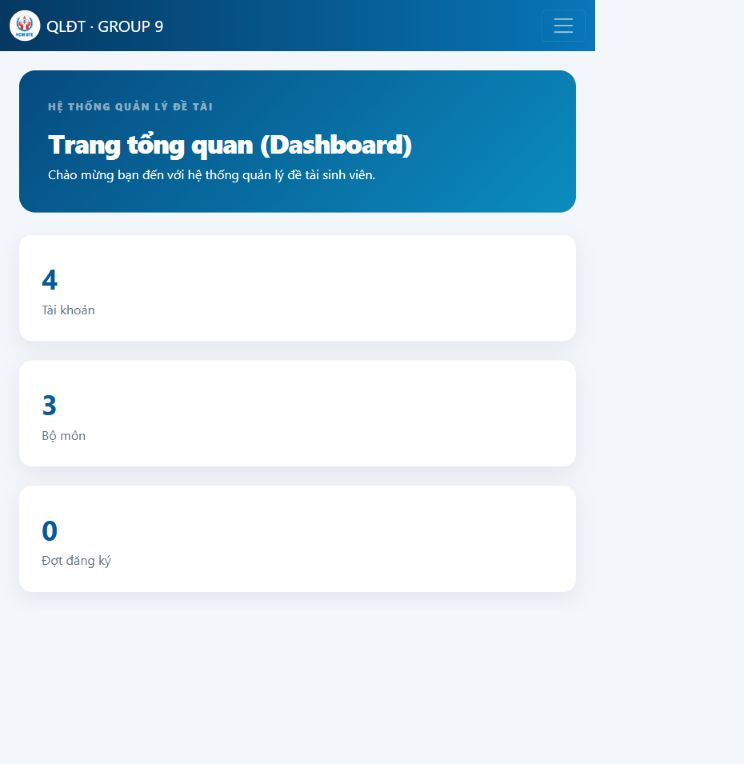 QLĐT · GROUP 9
HỆ THỐNG QUẢN LÝ ĐỀ TÀI
Trang tổng quan (Dashboard)
Chào mừng bạn đến với hệ thống quản lý đề tài sinh viên.
4
Tài khoản
3
Bộ môn
0
Đợt đăng ký